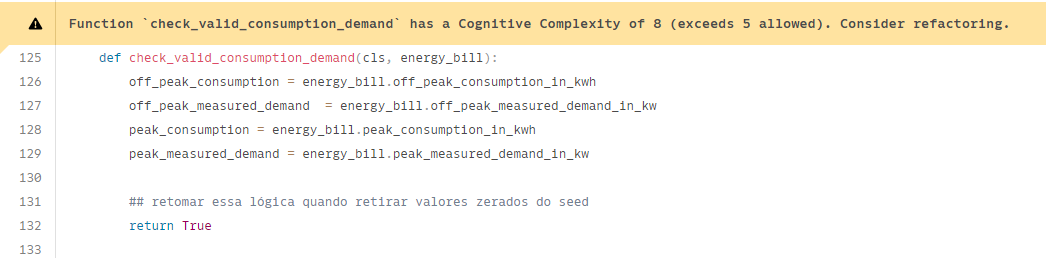 Function `check_valid_consumption_demand` has a Cognitive Complexity of 8 (exceeds 5 allowed). Consider refactoring.
125 def check_valid_consumption_demand(cls, energy_bill):
126 off_peak_consumption = energy_bill.off_peak_consumption_in_kwh
127 off_peak_measured_demand  = energy_bill.off_peak_measured_demand_in_kw
128 peak_consumption = energy_bill.peak_consumption_in_kwh
129 peak_measured_demand = energy_bill.peak_measured_demand_in_kw
130
131 ## retomar essa lógica quando retirar valores zerados do seed
132 return True
133